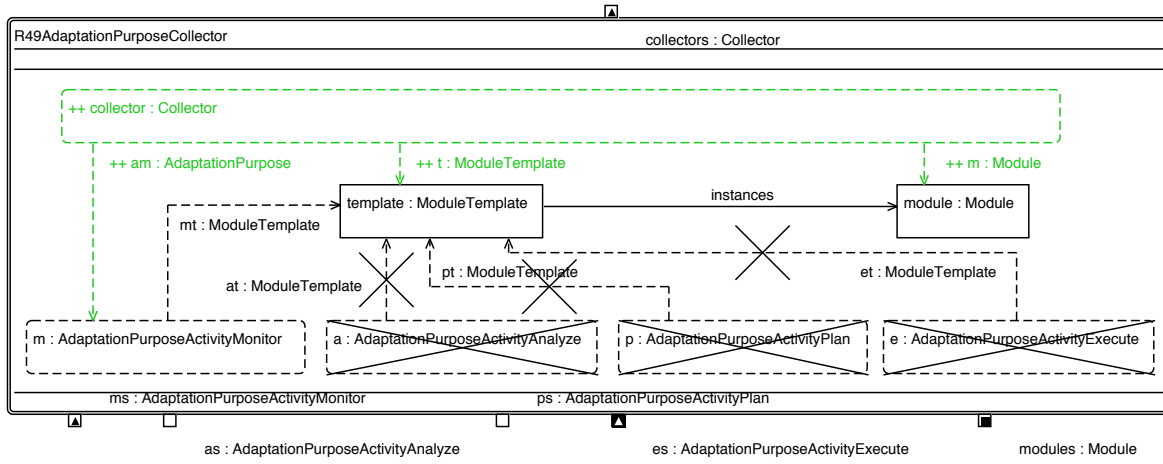 R49AdaptationPurposeCollector
collectors : Collector
++ collector : Collector
++ am : AdaptationPurpose
++ t : ModuleTemplate
++ m : Module
template : ModuleTemplate
instances
module : Module
mt : ModuleTemplate
at : ModuleTemplate
pt : ModuleTemplate
et : ModuleTemplate
m : AdaptationPurposeActivityMonitor
a : AdaptationPurposeActivityAnalyze
p : AdaptationPurposeActivityPlan
e : AdaptationPurposeActivityExecute
ms : AdaptationPurposeActivityMonitor
ps : AdaptationPurposeActivityPlan
as : AdaptationPurposeActivityAnalyze
es : AdaptationPurposeActivityExecute
modules : Module